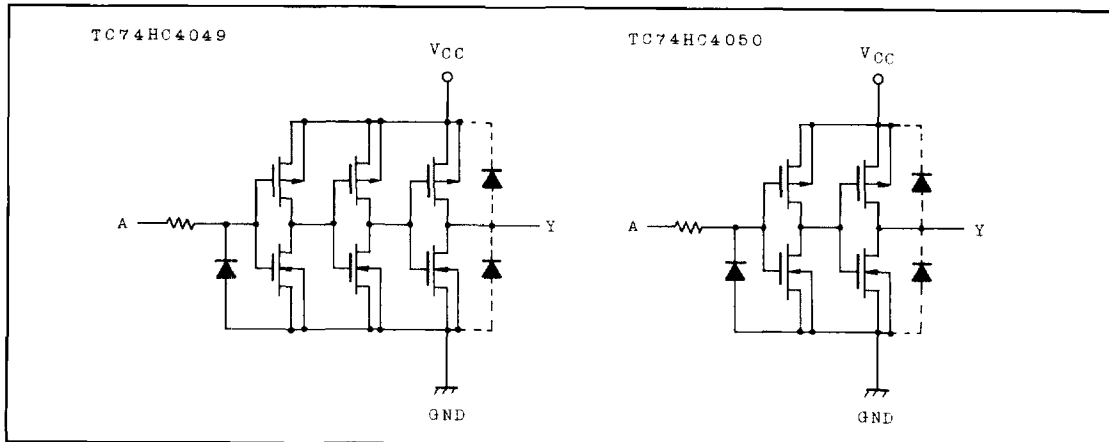 TC74HC4049
VCC
A
Y
GND
TC74HC4050
VCC
A
Y
GND